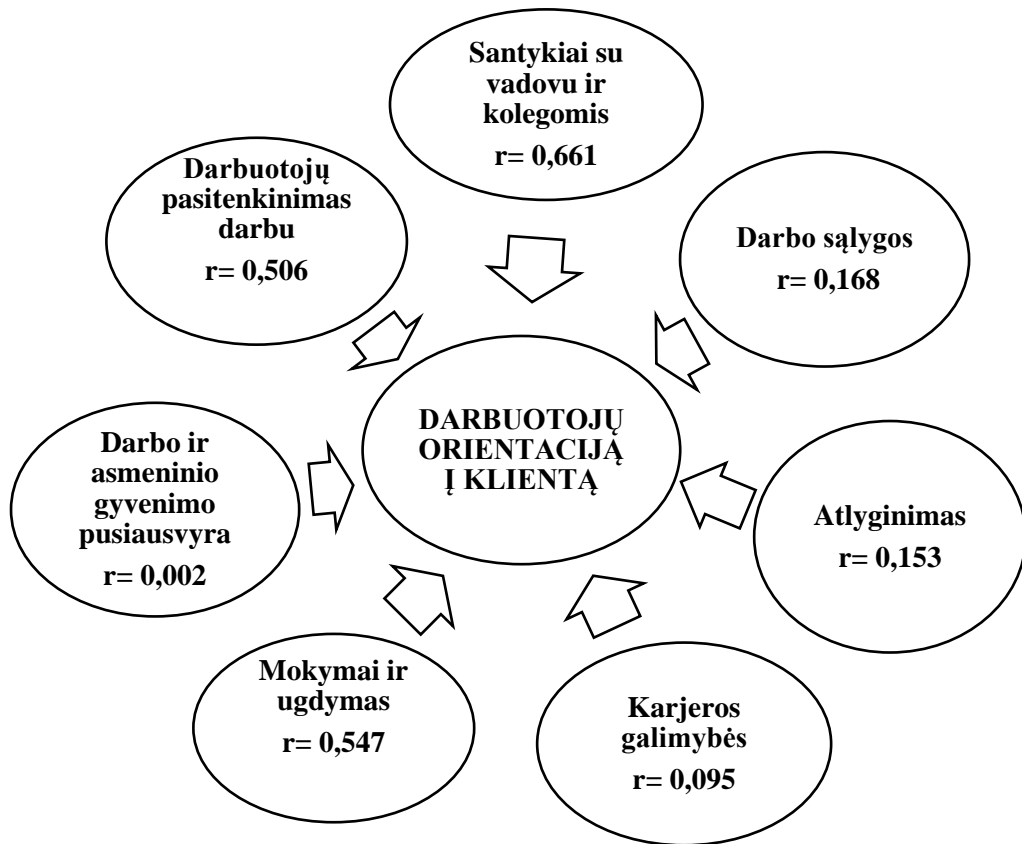 Santykiai su
vadovu ir
kolegomis
r= 0,661
Darbuotojų
pasitenkinimas
darbu
r= 0,506
Darbo sąlygos
r= 0,168
DARBUOTOJŲ
ORIENTACIJĄ
Į KLIENTĄ
Darbo ir
asmeninio
gyvenimo
pusiausvyra
r= 0,002
Atlyginimas
r= 0,153
Mokymai ir
ugdymas
r= 0,547
Karjeros
galimybės
r= 0,095